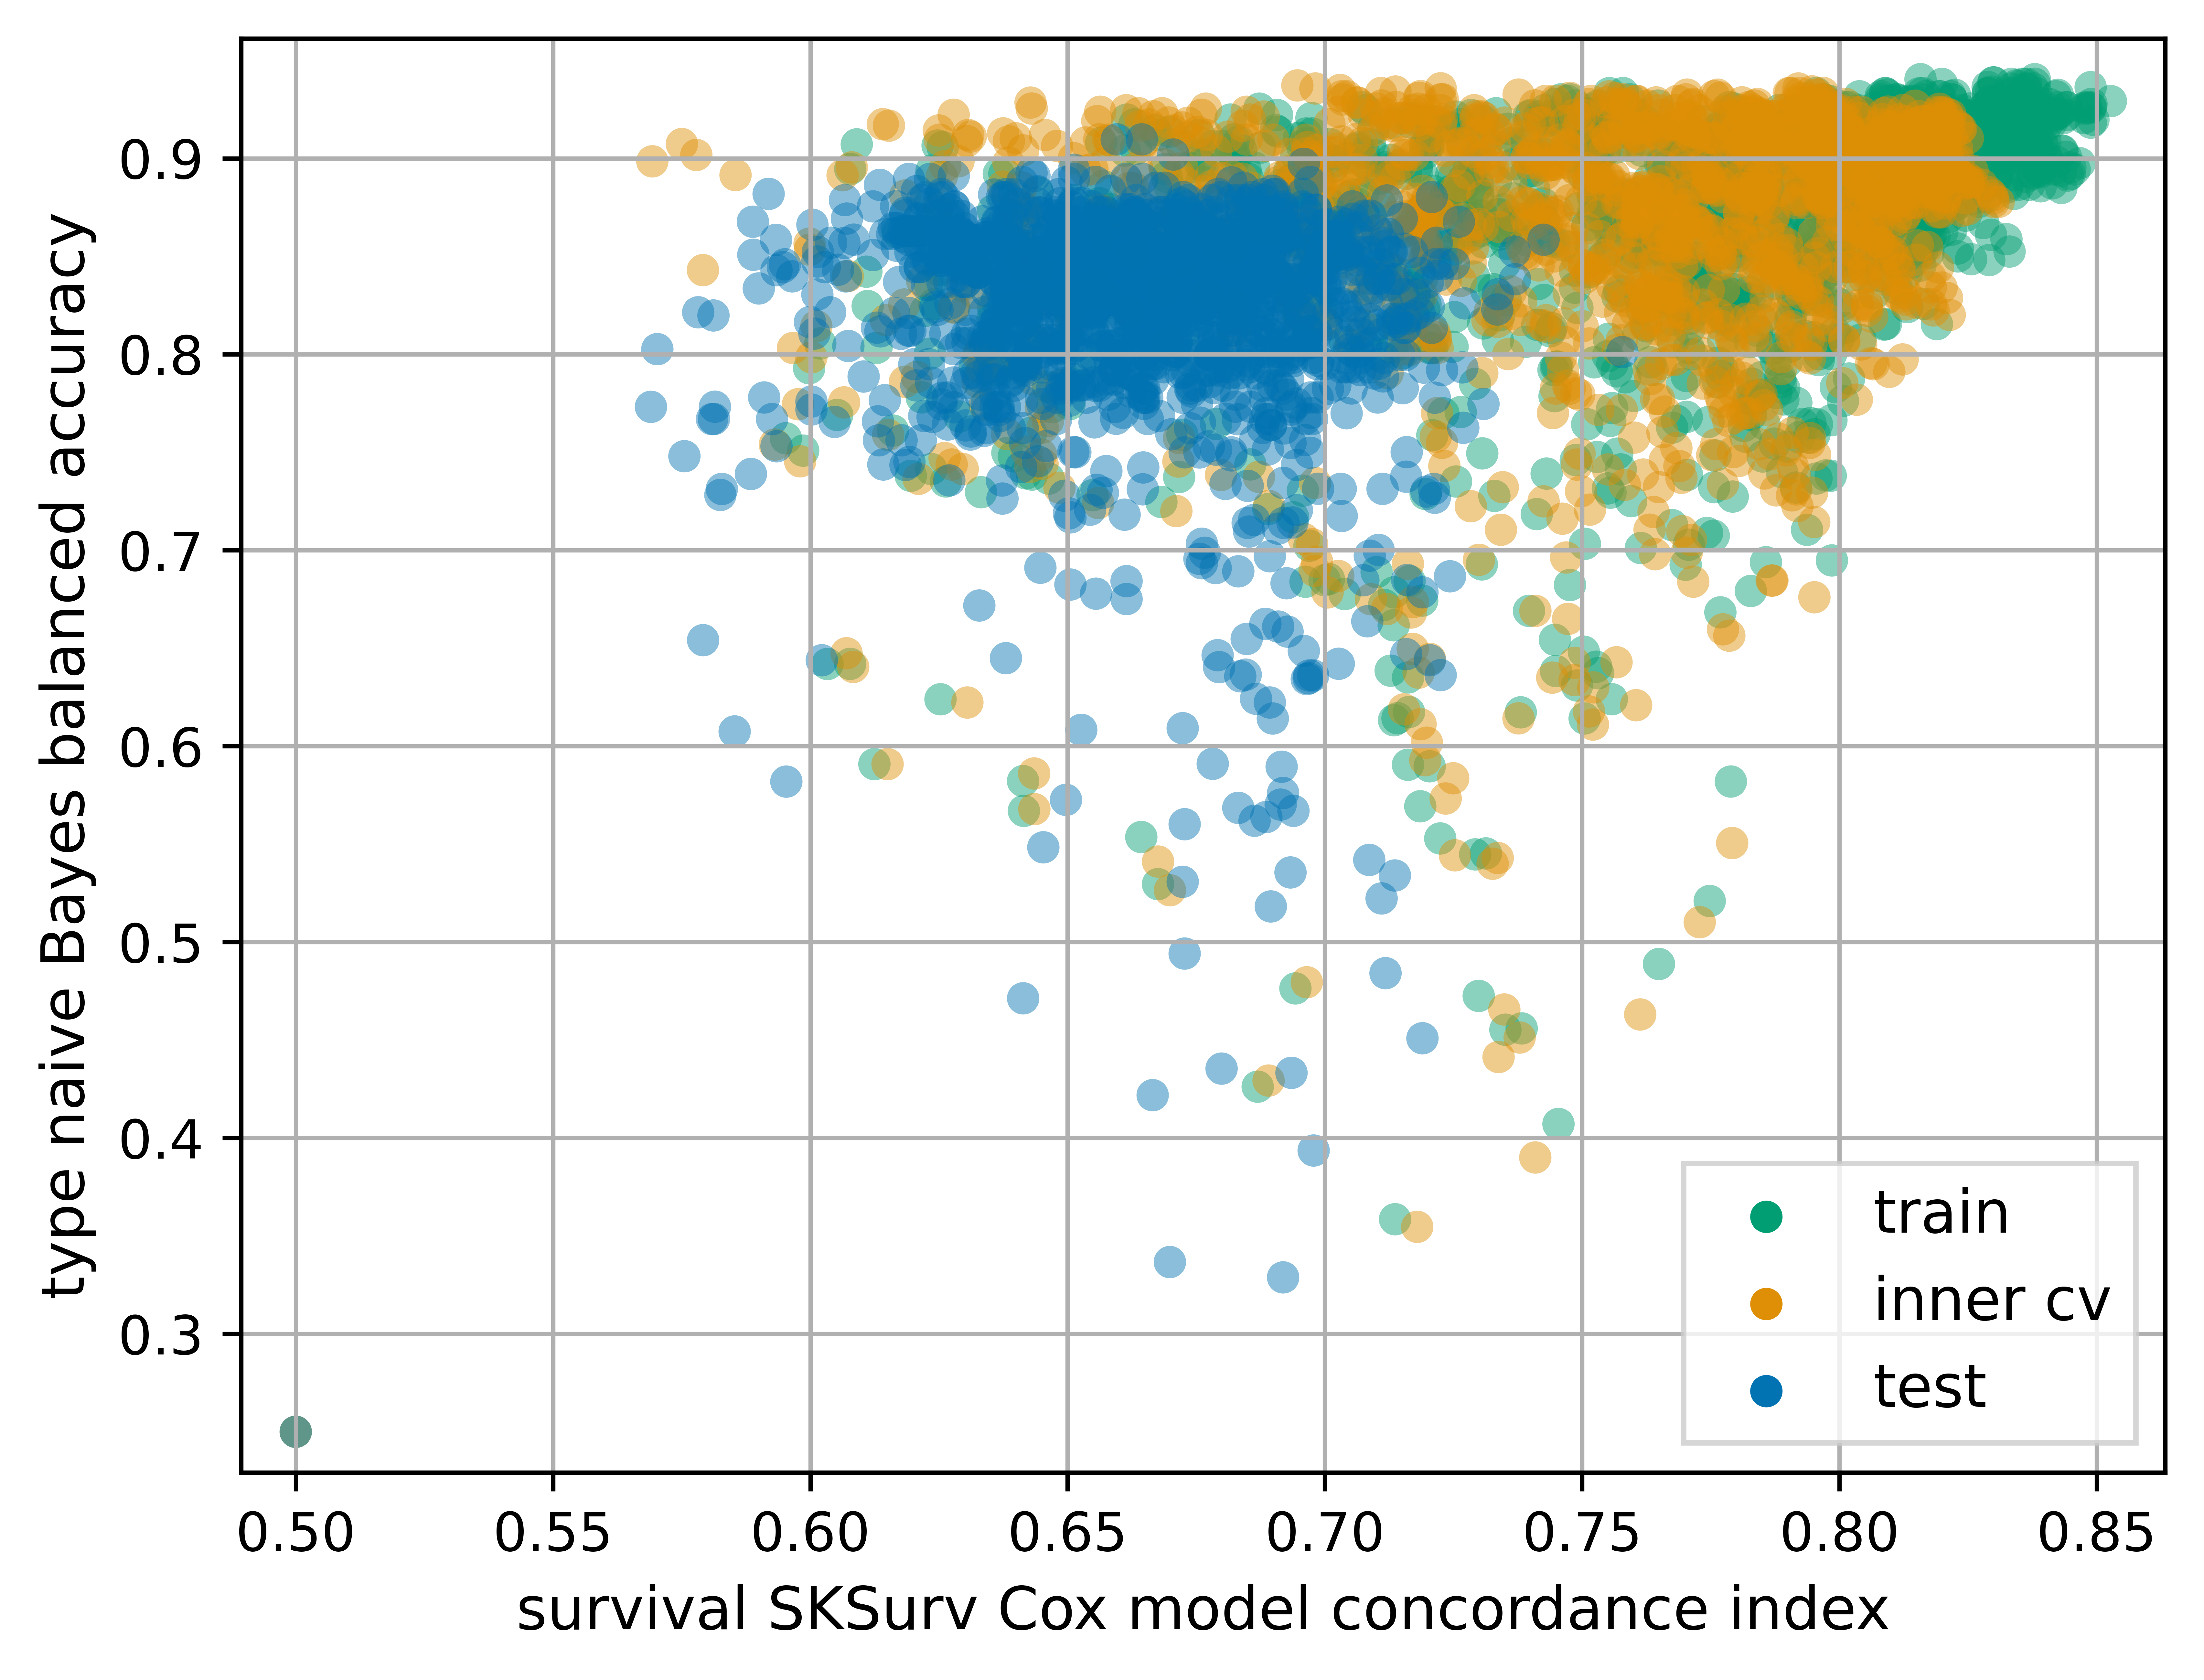 type naive Bayes balanced accuracy
0.9
0.8
0.7
0.6
0.5
0.4
0.3
train
inner cv
test
0.50 0.55 0.60 0.65 0.70 0.75 0.80 0.85
survival SKSurv Cox model concordance index